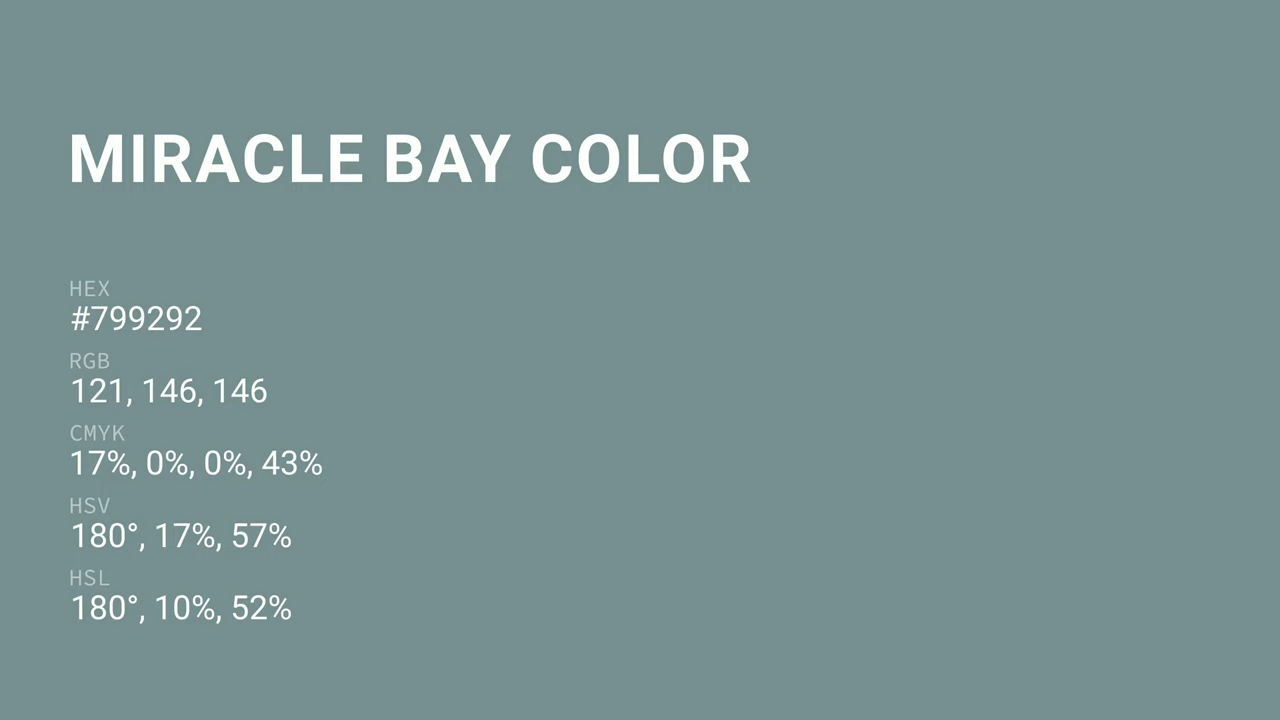 MIRACLE BAY COLOR
HEX
#799292
RGB
121, 146, 146
CMYK
17%, 0%, 0%, 43%
HSV
180°, 17%, 57%
HSL
180°, 10%, 52%